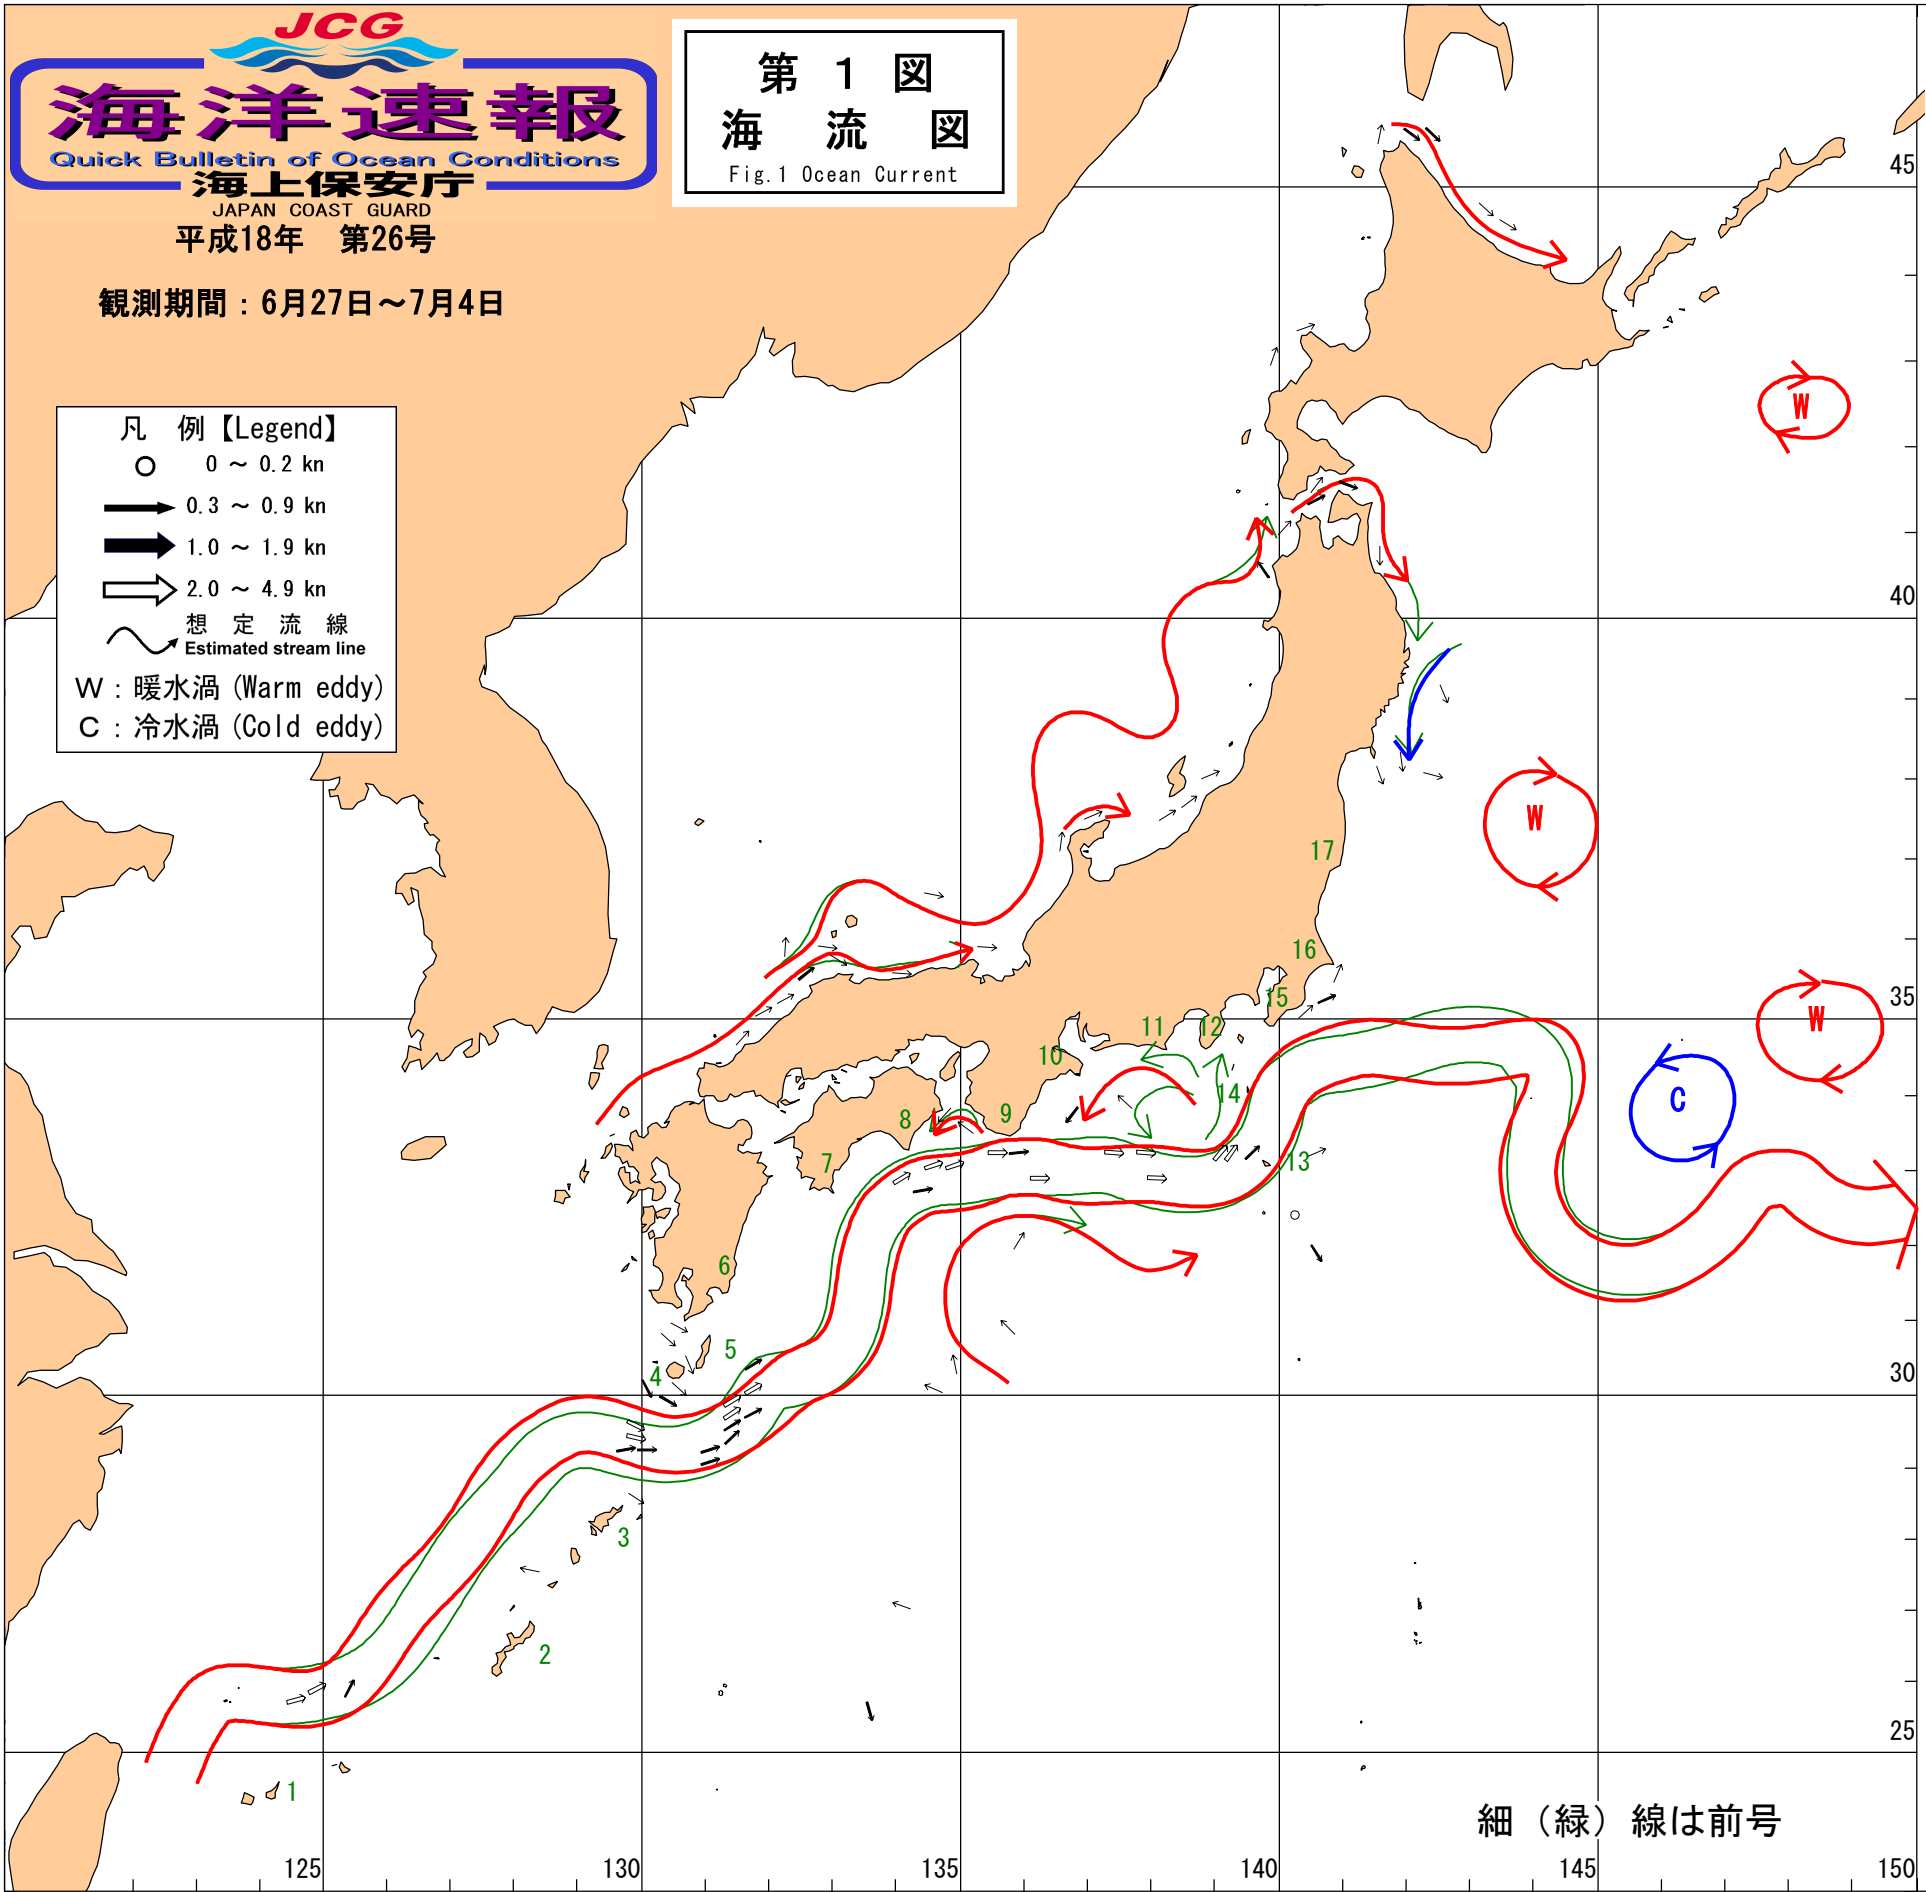 JCG
海洋速報
Quick Bulletin of Ocean Conditions
海上保安庁
JAPAN COAST GUARD
平成18年 第26号
観測期間：6月27日～7月4日
第 1 図
海 流 図
Fig.1 Ocean Current
凡 例【Legend】
0 ～ 0.2 kn
0.3 ～ 0.9 kn
1.0 ～ 1.9 kn
2.0 ～ 4.9 kn
想 定 流 線
Estimated stream line
W：暖水渦(Warm eddy)
C：冷水渦(Cold eddy)
45
W
40
W
17
16
35
15
W
11
12
10
14
C
9
8
13
7
6
5
30
4
3
2
25
1
細（緑）線は前号
125
130
135
140
145
150